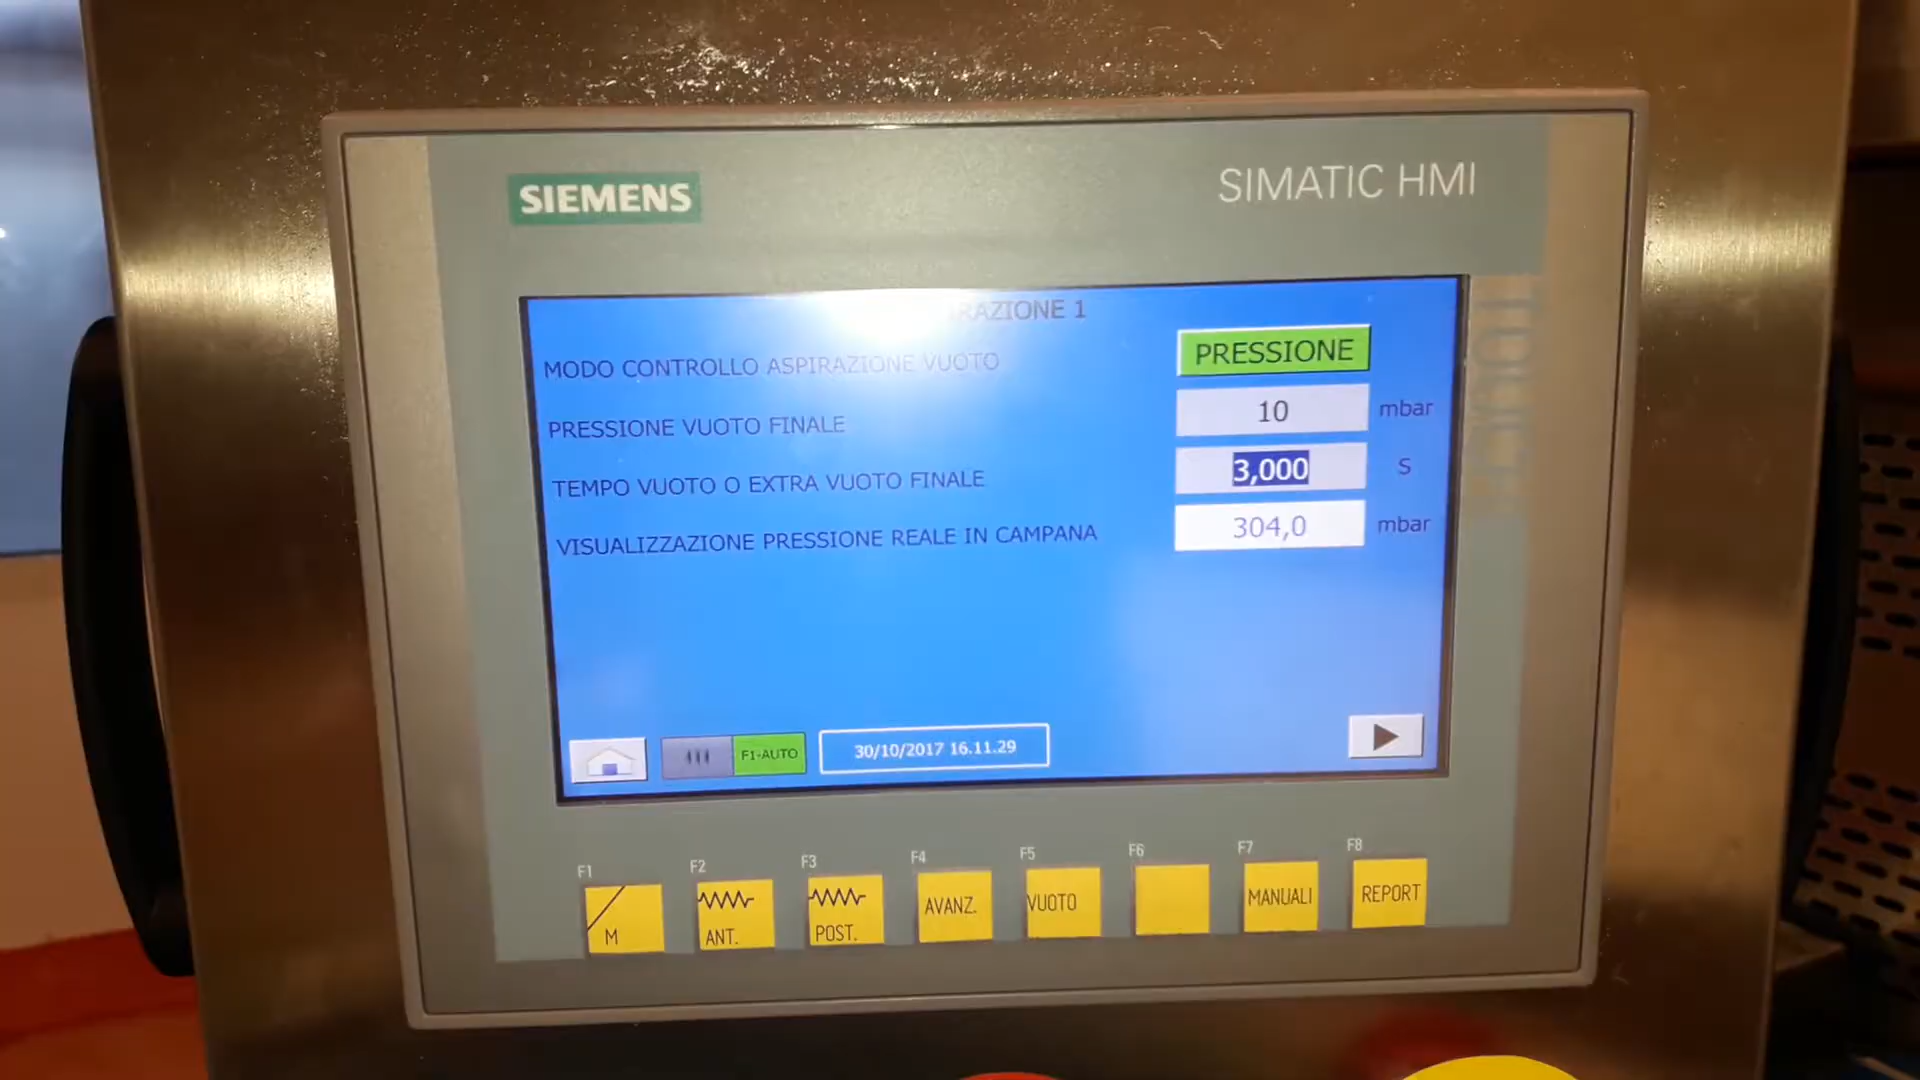 SIEMENS
SIMATIC HMI
TOUCH
1
MODO CONTROLLO ASPIRAZIONE VUOTO PRESSIONE
PRESSIONE VUOTO FINALE 10 mbar
TEMPO VUOTO O EXTRA VUOTO FINALE 3,000 S
VISUALIZZAZIONE PRESSIONE REALE IN CAMPANA 304,0 mbar
F1-AUTO 30/10/2017 16.11.29
F1 F2 F3 F4 F5 F6 F7 F8
M ANT. POST. AVANZ. VUOTO MANUALI REPORT